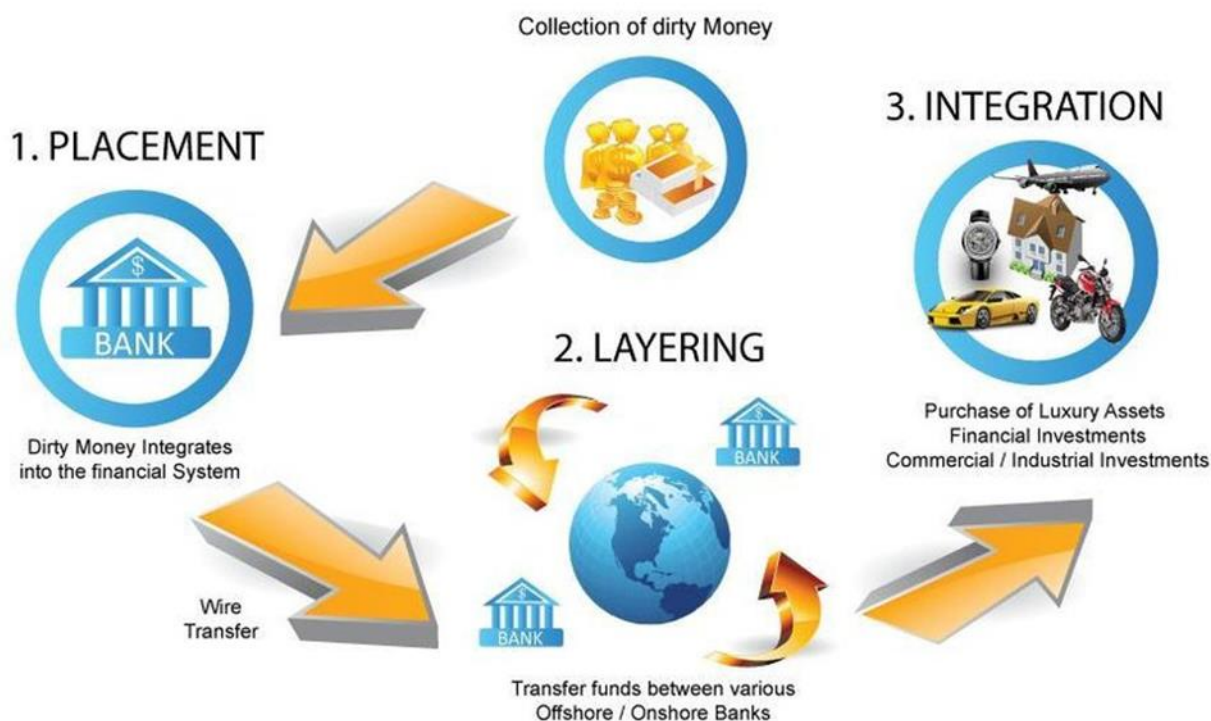 Collection of dirty Money
1. PLACEMENT
$
BANK
Dirty Money Integrates
into the financial System
Wire
Transfer
2. LAYERING
$
BANK
$
BANK
Transfer funds between various
Offshore / Onshore Banks
3. INTEGRATION
Purchase of Luxury Assets
Financial Investments
Commercial / Industrial Investments